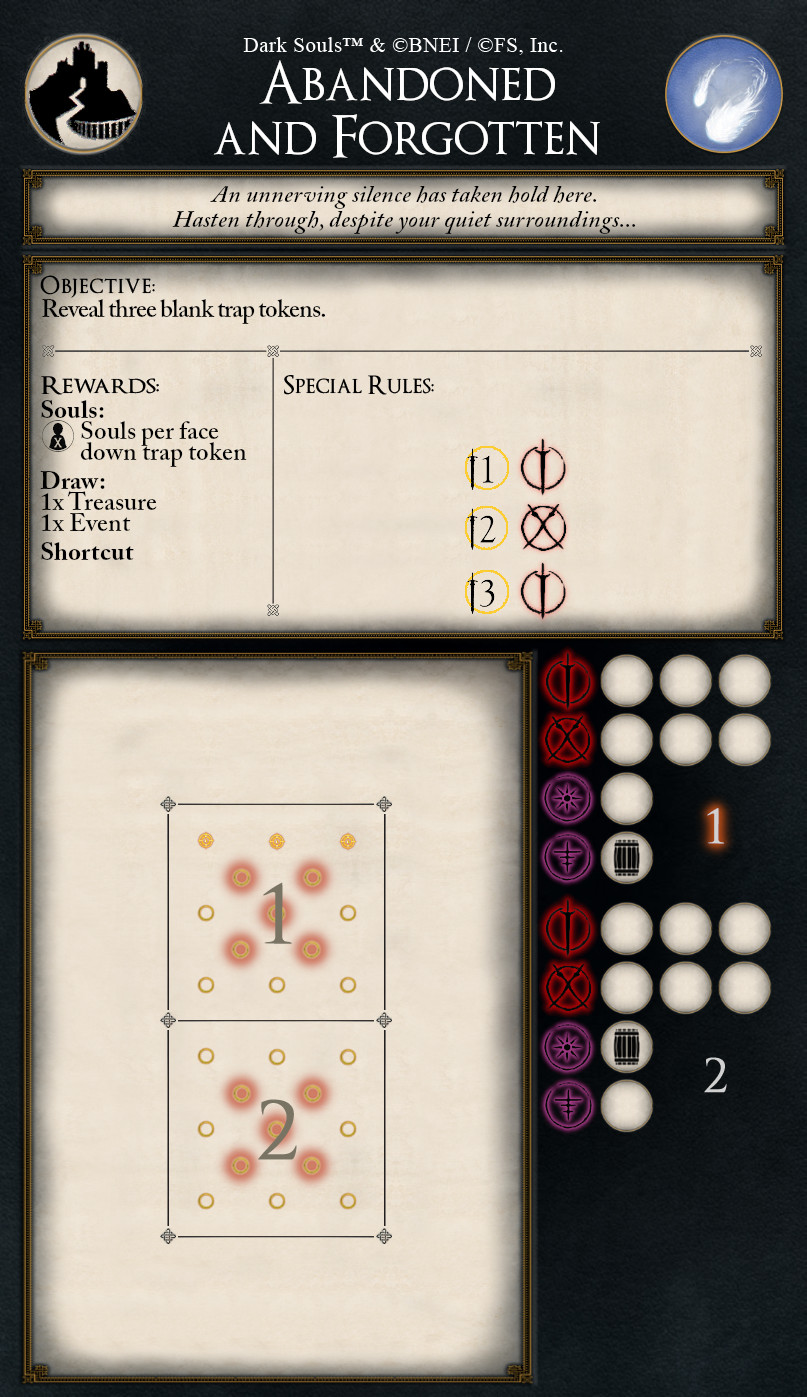 Dark Souls™ & ©BNEI / ©FS, Inc.
Abandoned
and Forgotten
An unnerving silence has taken hold here.
Hasten through, despite your quiet surroundings...
Objective:
Reveal three blank trap tokens.
Rewards:
Souls:
X Souls per face
down trap token
Draw:
1x Treasure
1x Event
Shortcut
Special Rules:
1
2
3
1
2
1
2